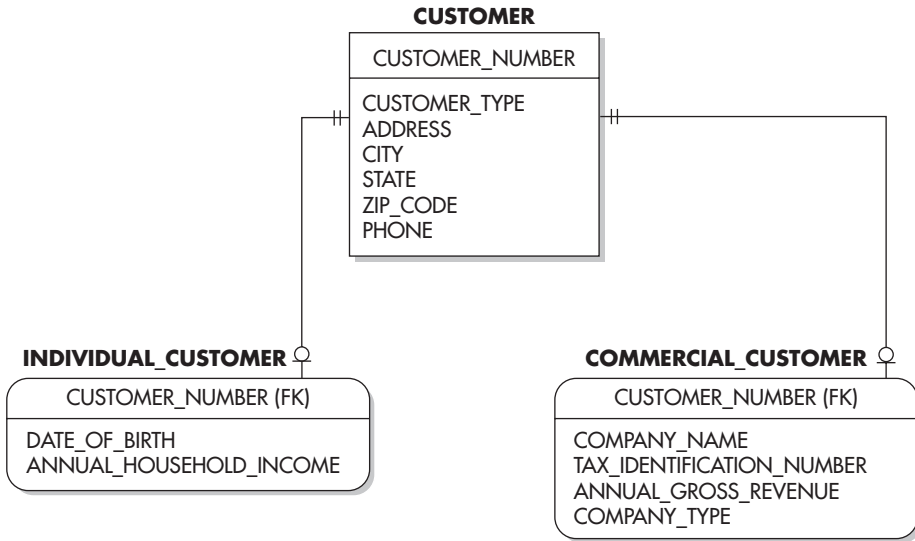 CUSTOMER
CUSTOMER_NUMBER
CUSTOMER_TYPE
ADDRESS
CITY
STATE
ZIP_CODE
PHONE
INDIVIDUAL_CUSTOMER
CUSTOMER_NUMBER (FK)
DATE_OF_BIRTH
ANNUAL_HOUSEHOLD_INCOME
COMMERCIAL_CUSTOMER
CUSTOMER_NUMBER (FK)
COMPANY_NAME
TAX_IDENTIFICATION_NUMBER
ANNUAL_GROSS_REVENUE
COMPANY_TYPE